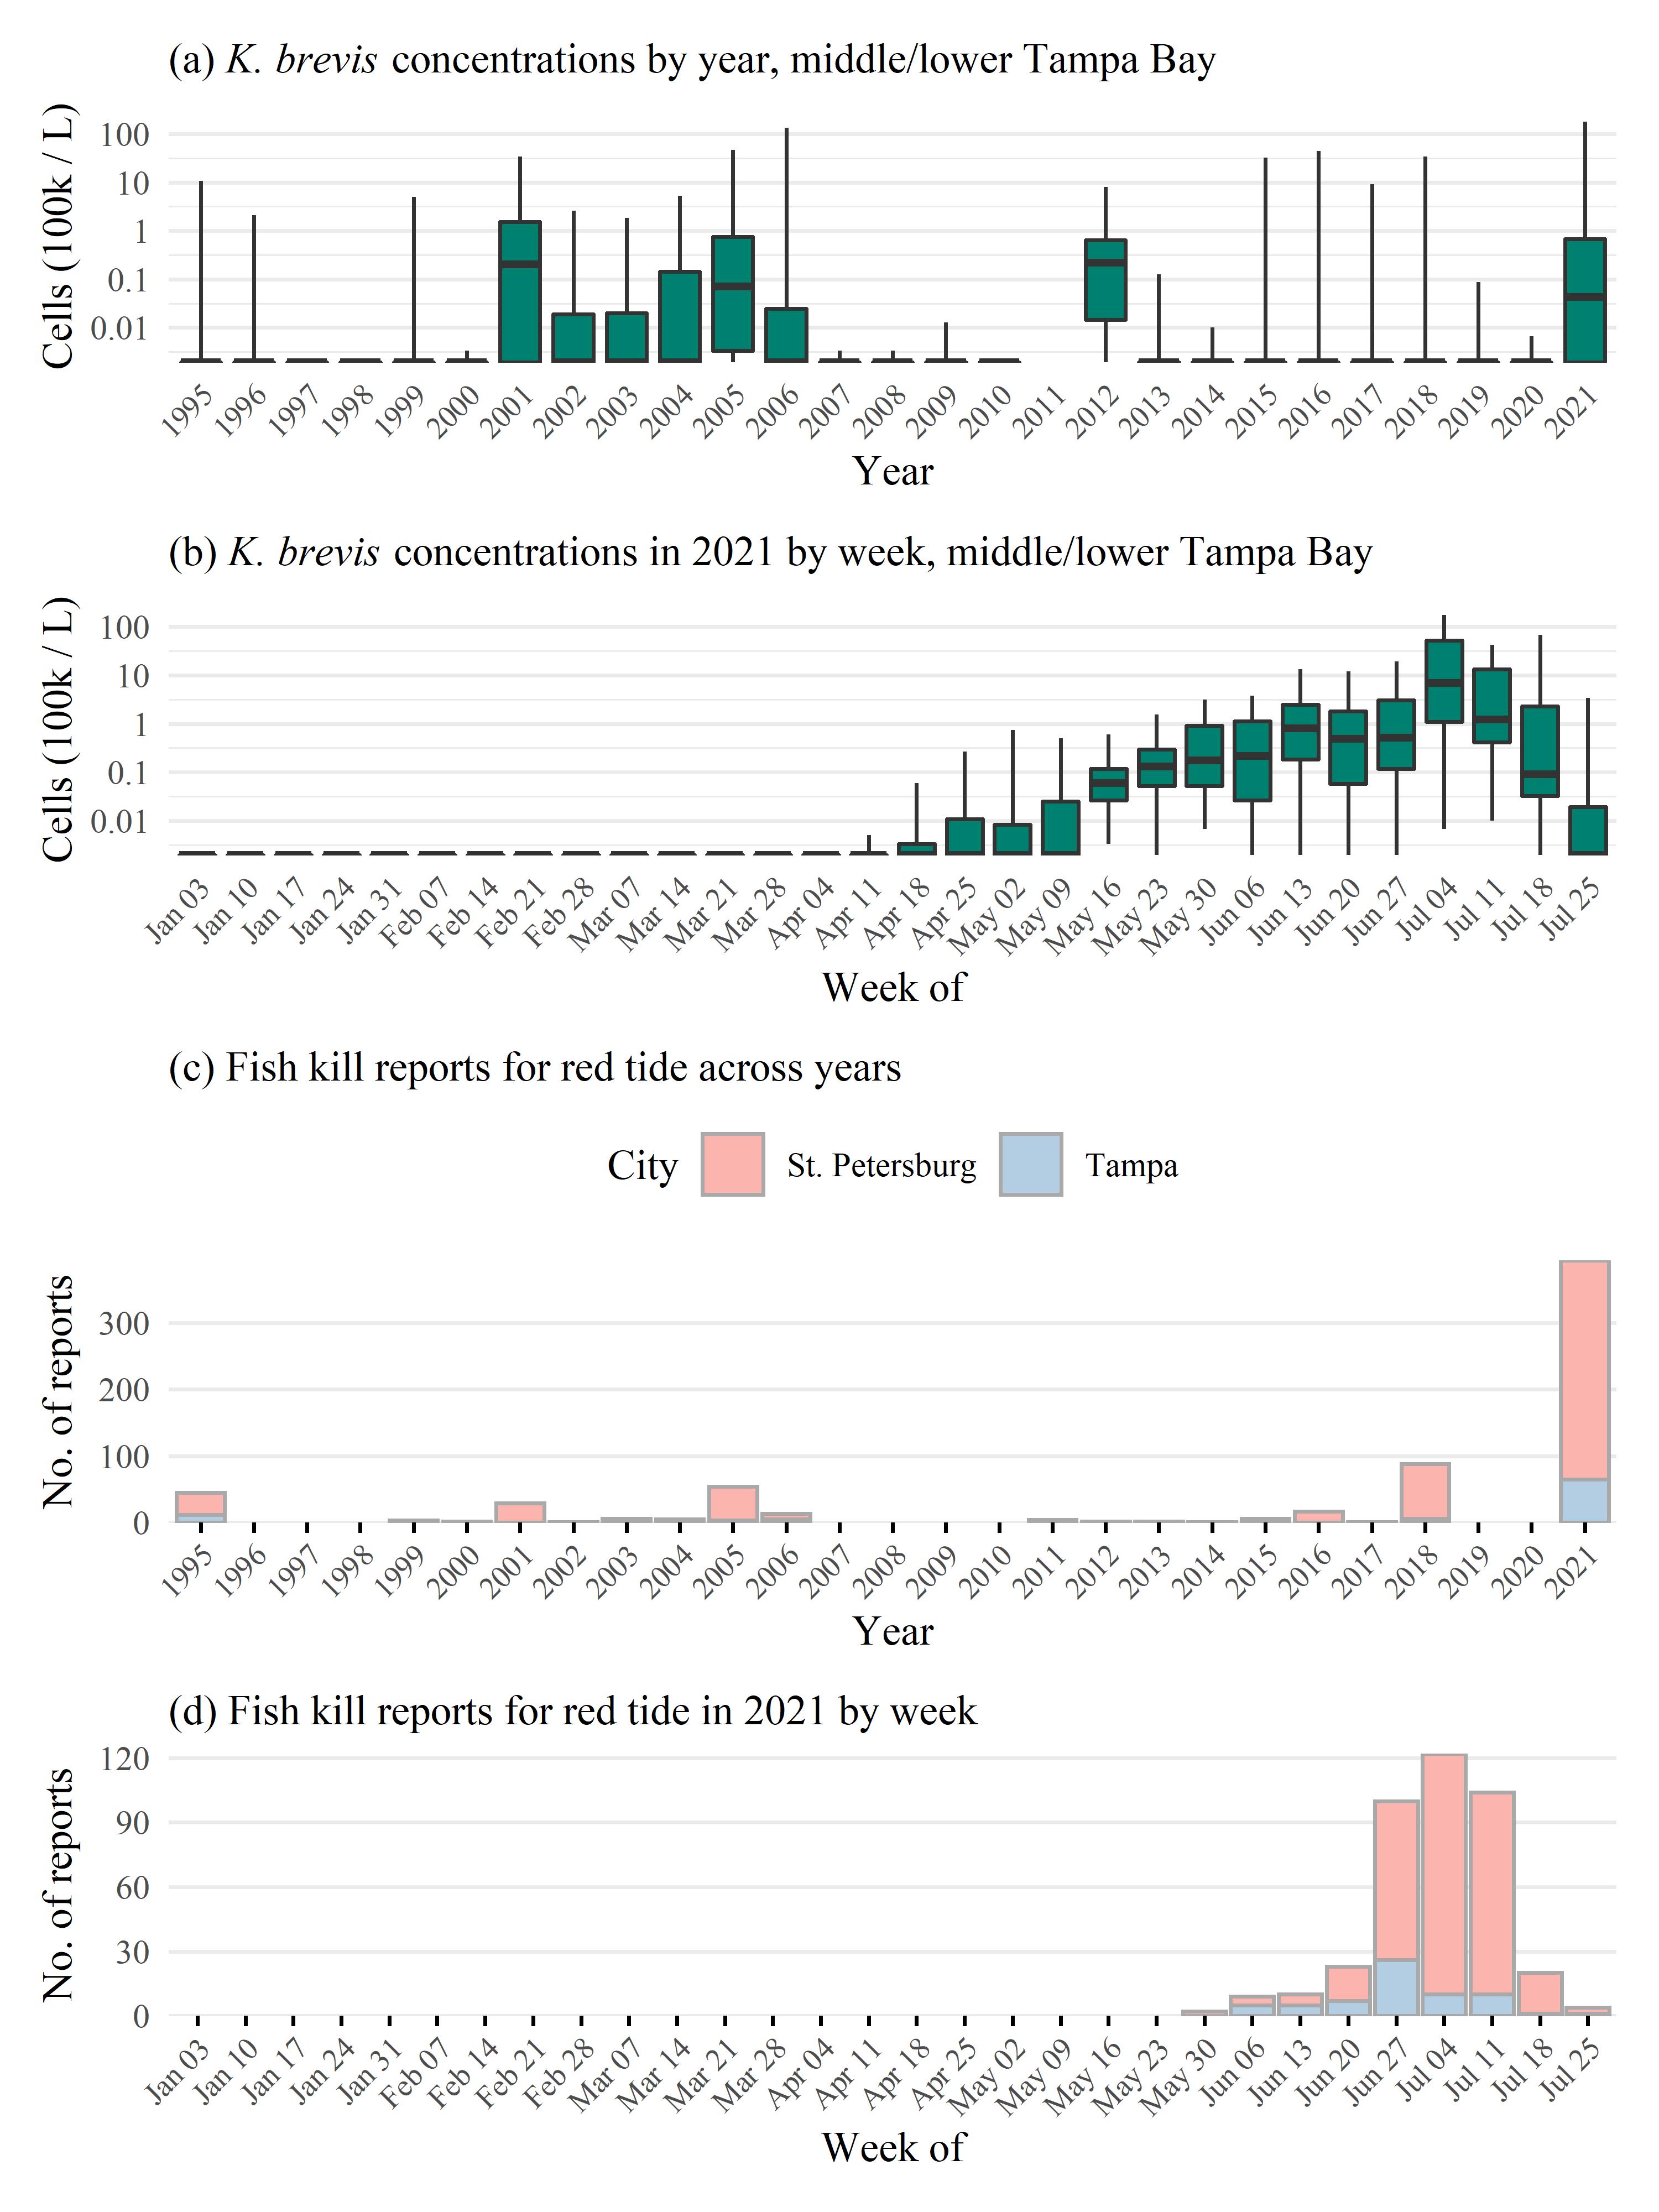 (a) K. brevis concentrations by year, middle/lower Tampa Bay
Cells (100k / L)
100
10
1
0.1
0.01
1995 1996 1997 1998 1999 2000 2001 2002 2003 2004 2005 2006 2007 2008 2009 2010 2011 2012 2013 2014 2015 2016 2017 2018 2019 2020 2021
Year
(b) K. brevis concentrations in 2021 by week, middle/lower Tampa Bay
Cells (100k / L)
100
10
1
0.1
0.01
Jan 03 Jan 10 Jan 17 Jan 24 Jan 31 Feb 07 Feb 14 Feb 21 Feb 28 Mar 07 Mar 14 Mar 21 Mar 28 Apr 04 Apr 11 Apr 18 Apr 25 May 02 May 09 May 16 May 23 May 30 Jun 06 Jun 13 Jun 20 Jun 27 Jul 04 Jul 11 Jul 18 Jul 25
Week of
(c) Fish kill reports for red tide across years
City St. Petersburg Tampa
No. of reports
300
200
100
0
1995 1996 1997 1998 1999 2000 2001 2002 2003 2004 2005 2006 2007 2008 2009 2010 2011 2012 2013 2014 2015 2016 2017 2018 2019 2020 2021
Year
(d) Fish kill reports for red tide in 2021 by week
No. of reports
120
90
60
30
0
Jan 03 Jan 10 Jan 17 Jan 24 Jan 31 Feb 07 Feb 14 Feb 21 Feb 28 Mar 07 Mar 14 Mar 21 Mar 28 Apr 04 Apr 11 Apr 18 Apr 25 May 02 May 09 May 16 May 23 May 30 Jun 06 Jun 13 Jun 20 Jun 27 Jul 04 Jul 11 Jul 18 Jul 25
Week of